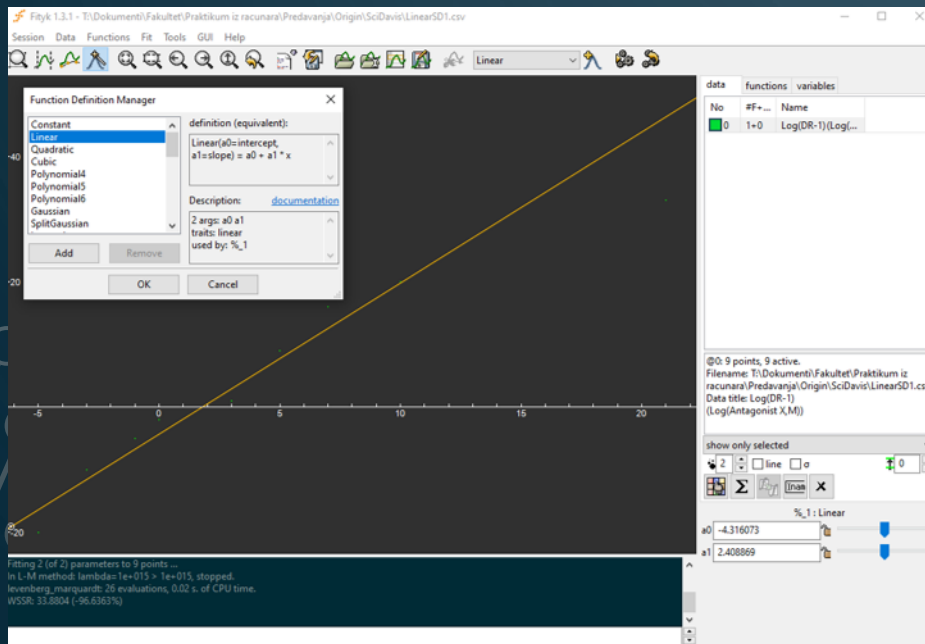 Fityk 1.3.1 - T:\Dokumenti\Fakultet\Praktikum iz racunara\Predavanja\Origin\SciDavis\LinearSD1.csv
Session Data Functions Fit Tools GUI Help
Linear
Function Definition Manager
Constant
Linear
Quadratic
Cubic
Polynomial4
Polynomial5
Polynomial6
Gaussian
SplitGaussian
Add Remove
definition (equivalent):
Linear(a0=intercept,
a1=slope) = a0 + a1 * x
Description: documentation
2 args: a0 a1
traits: linear
used by: %_1
OK Cancel
40
20
-5 0 5 10 15 20
-20
data functions variables
No #F+... Name
0 1+0 Log(DR-1)(Log(...
@0: 9 points, 9 active.
Filename: T:\Dokumenti\Fakultet\Praktikum iz
racunara\Predavanja\Origin\SciDavis\LinearSD1.cs
Data title: Log(DR-1)
(Log(Antagonist X,M))
show only selected
2 line σ 0
%_1 : Linear
a0 -4.316073
a1 2.408869
Fitting 2 (of 2) parameters to 9 points ...
In L-M method: lambda=1e+015 > 1e+015, stopped.
levenberg_marquardt: 26 evaluations, 0.02 s. of CPU time.
WSSR: 33.8804 (-96.6363%)